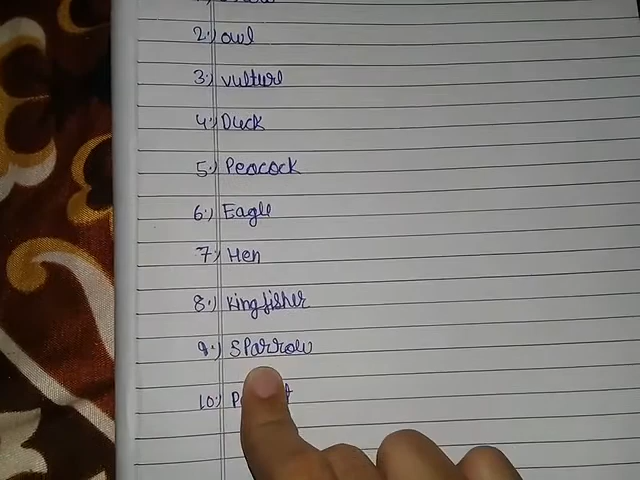 2.) owl
3.) vulture
4.) Duck
5.) Peacock
6.) Eagle
7.) Hen
8.) Kingfisher
9.) Sparrow
10.)